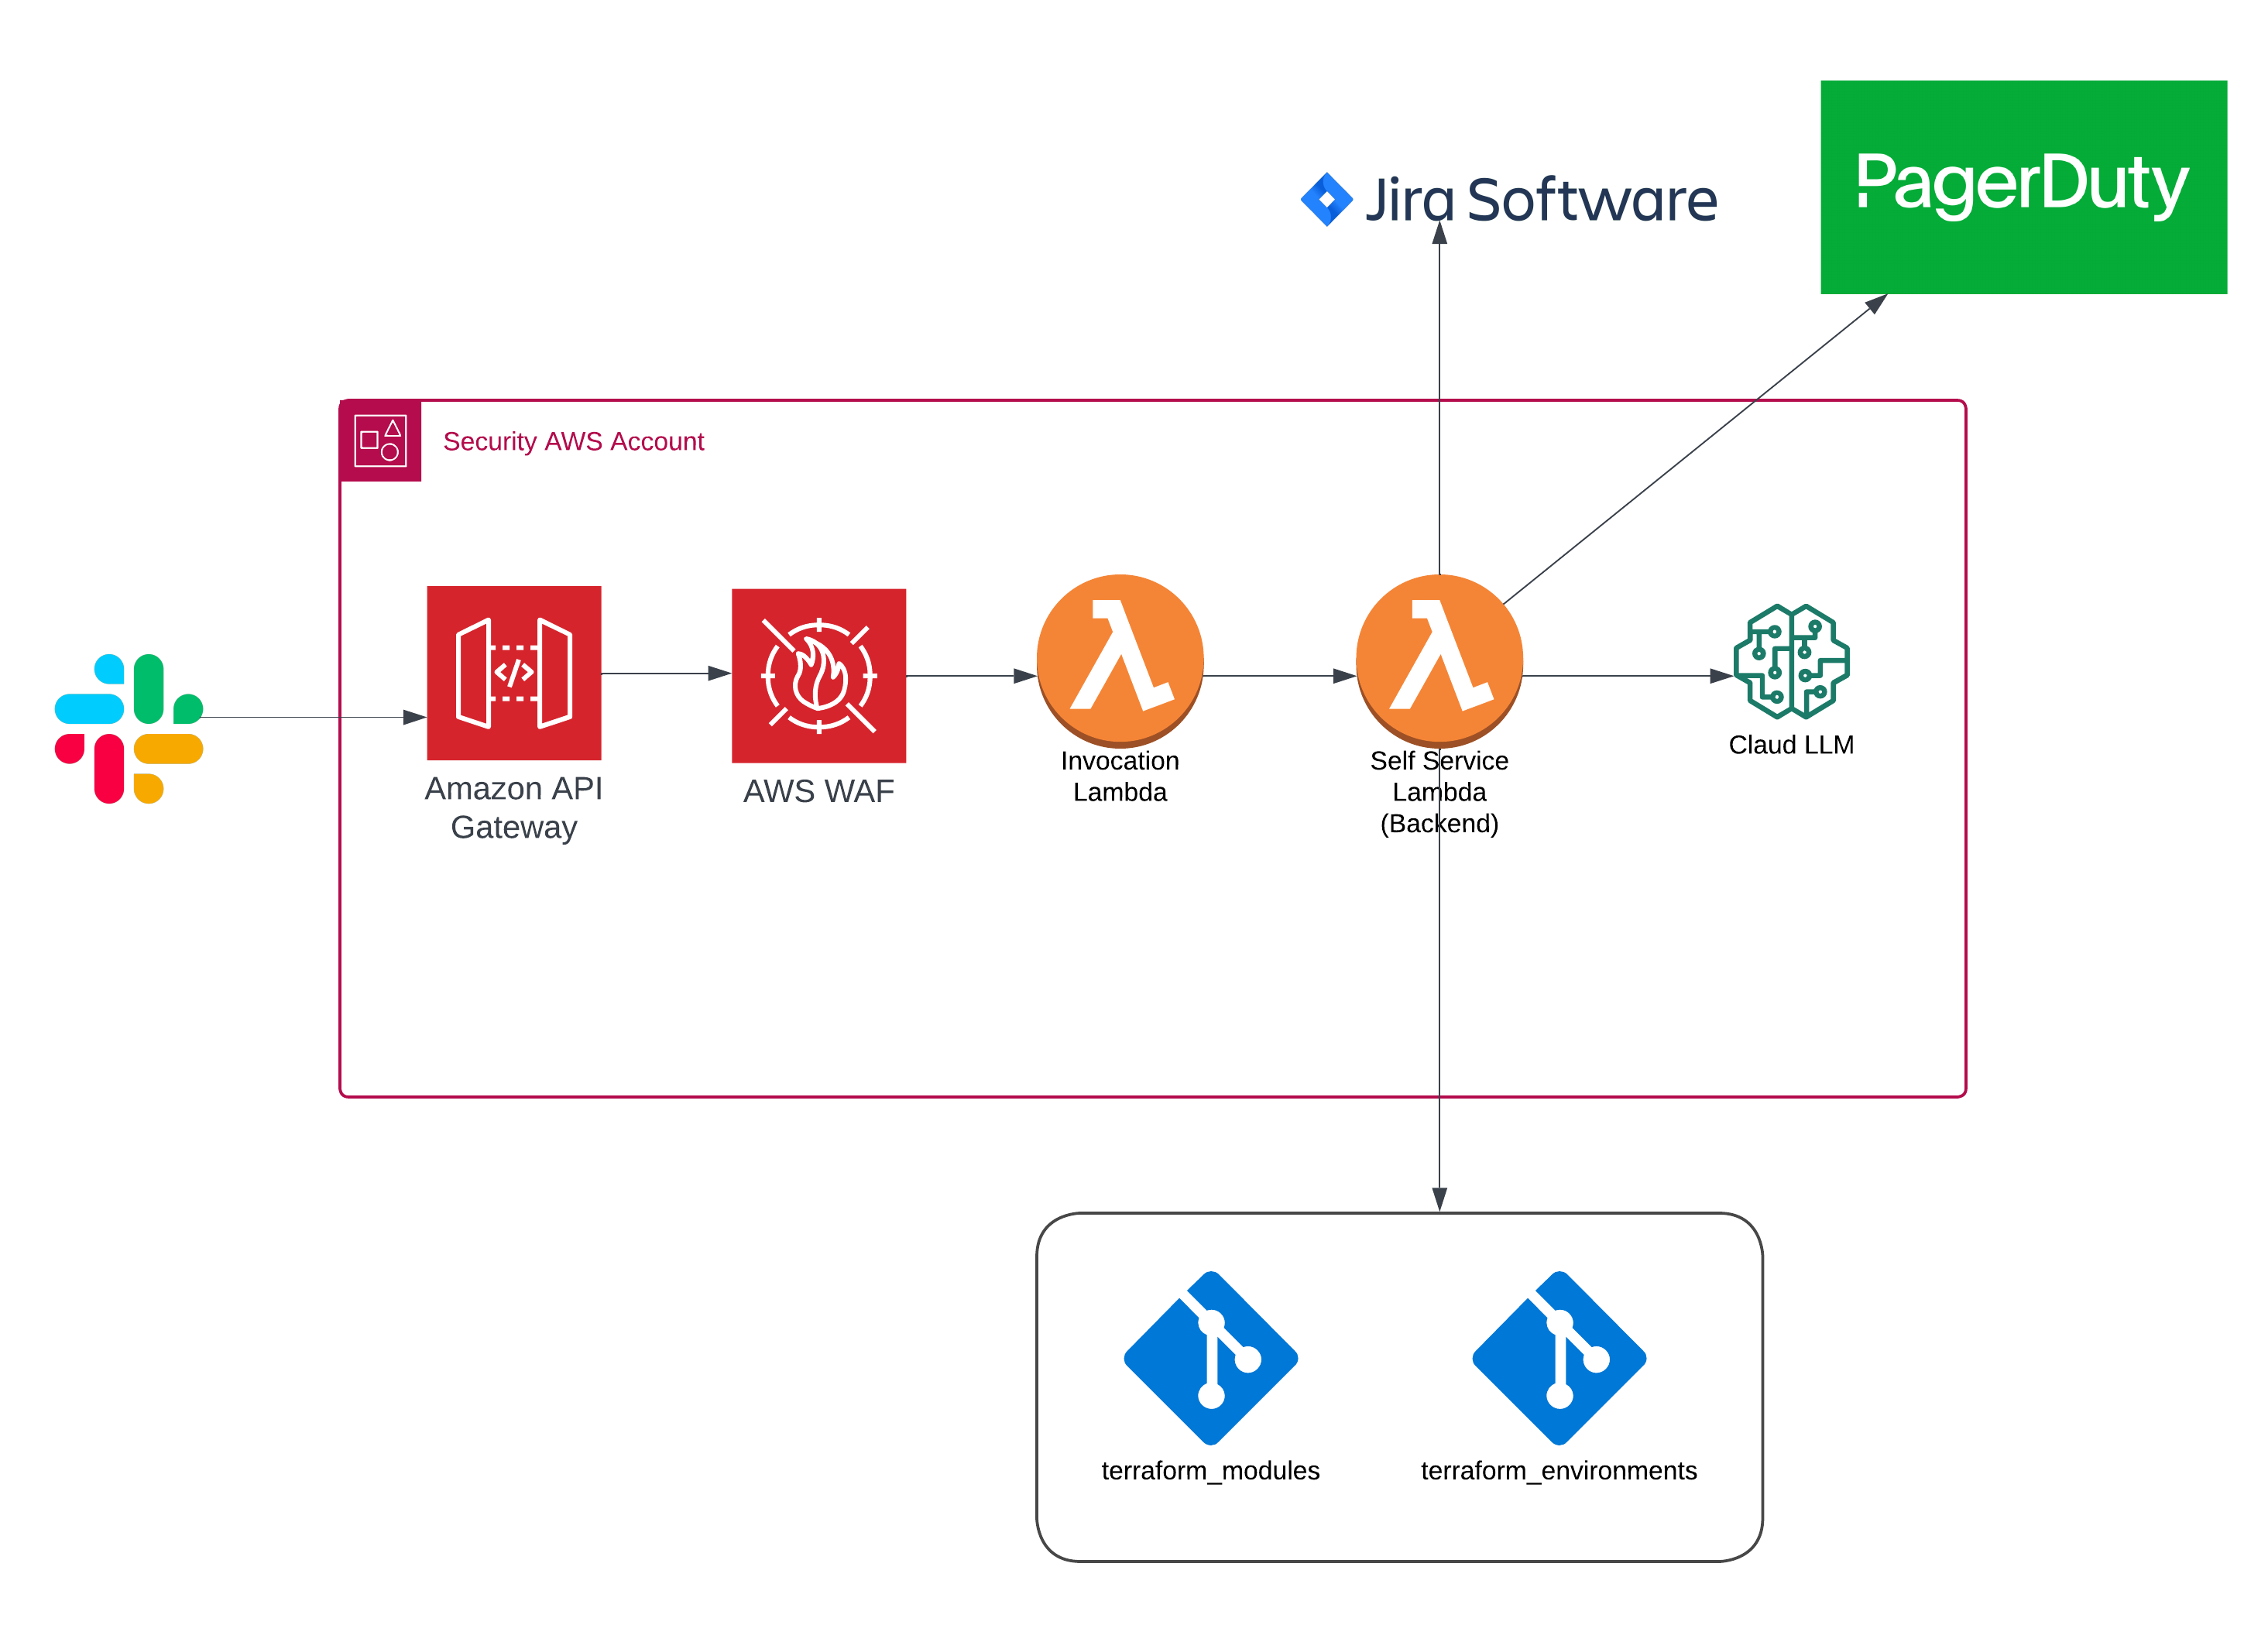 PagerDuty
Jira Software
Security AWS Account
Amazon API
Gateway
AWS WAF
Invocation
Lambda
Self Service
Lambda
(Backend)
Claud LLM
terraform_modules
terraform_environments